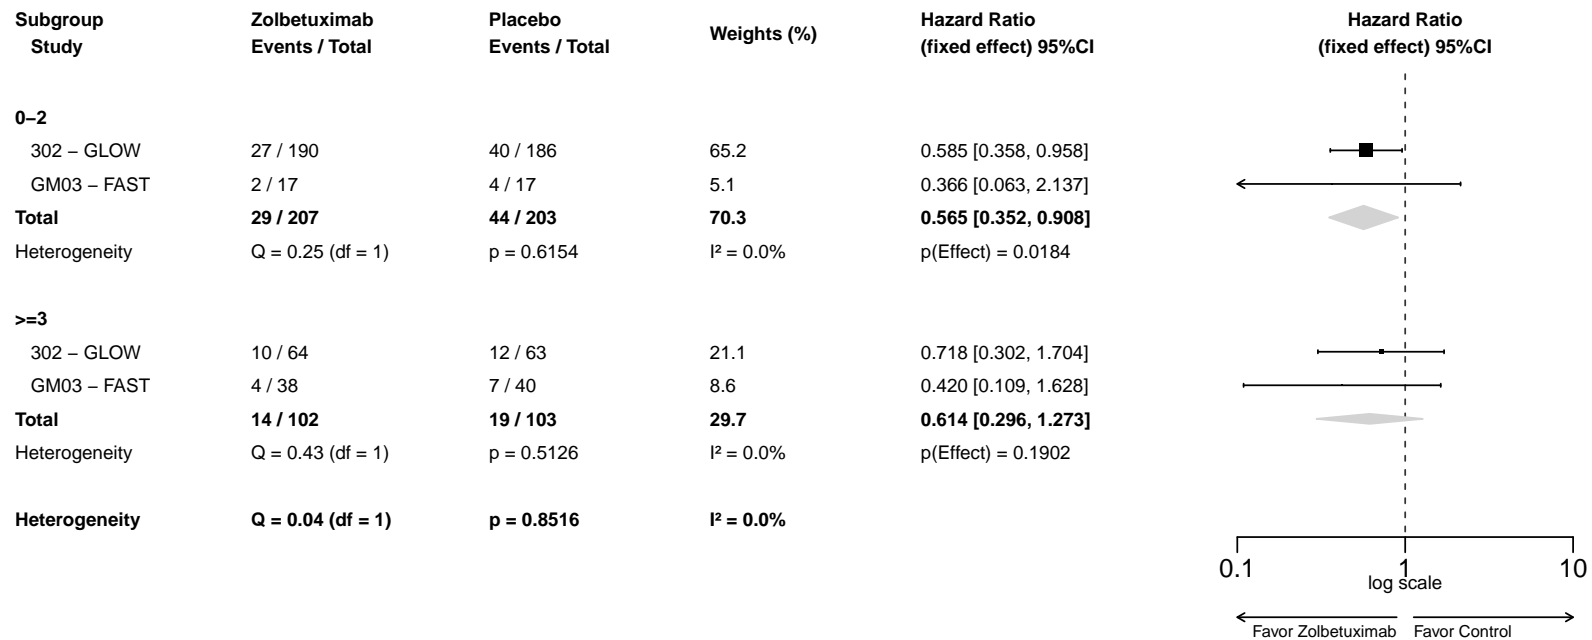 Subgroup Zolbetuximab Placebo Weights (%) Hazard Ratio Hazard Ratio
Study Events / Total Events / Total (fixed effect) 95%CI (fixed effect) 95%CI
0–2
302 – GLOW 27 / 190 40 / 186 65.2 0.585 [0.358, 0.958]
GM03 – FAST 2 / 17 4 / 17 5.1 0.366 [0.063, 2.137]
Total 29 / 207 44 / 203 70.3 0.565 [0.352, 0.908]
Heterogeneity Q = 0.25 (df = 1) p = 0.6154 I² = 0.0% p(Effect) = 0.0184
>=3
302 – GLOW 10 / 64 12 / 63 21.1 0.718 [0.302, 1.704]
GM03 – FAST 4 / 38 7 / 40 8.6 0.420 [0.109, 1.628]
Total 14 / 102 19 / 103 29.7 0.614 [0.296, 1.273]
Heterogeneity Q = 0.43 (df = 1) p = 0.5126 I² = 0.0% p(Effect) = 0.1902
Heterogeneity Q = 0.04 (df = 1) p = 0.8516 I² = 0.0%
0.1 1 10
log scale
Favor Zolbetuximab Favor Control